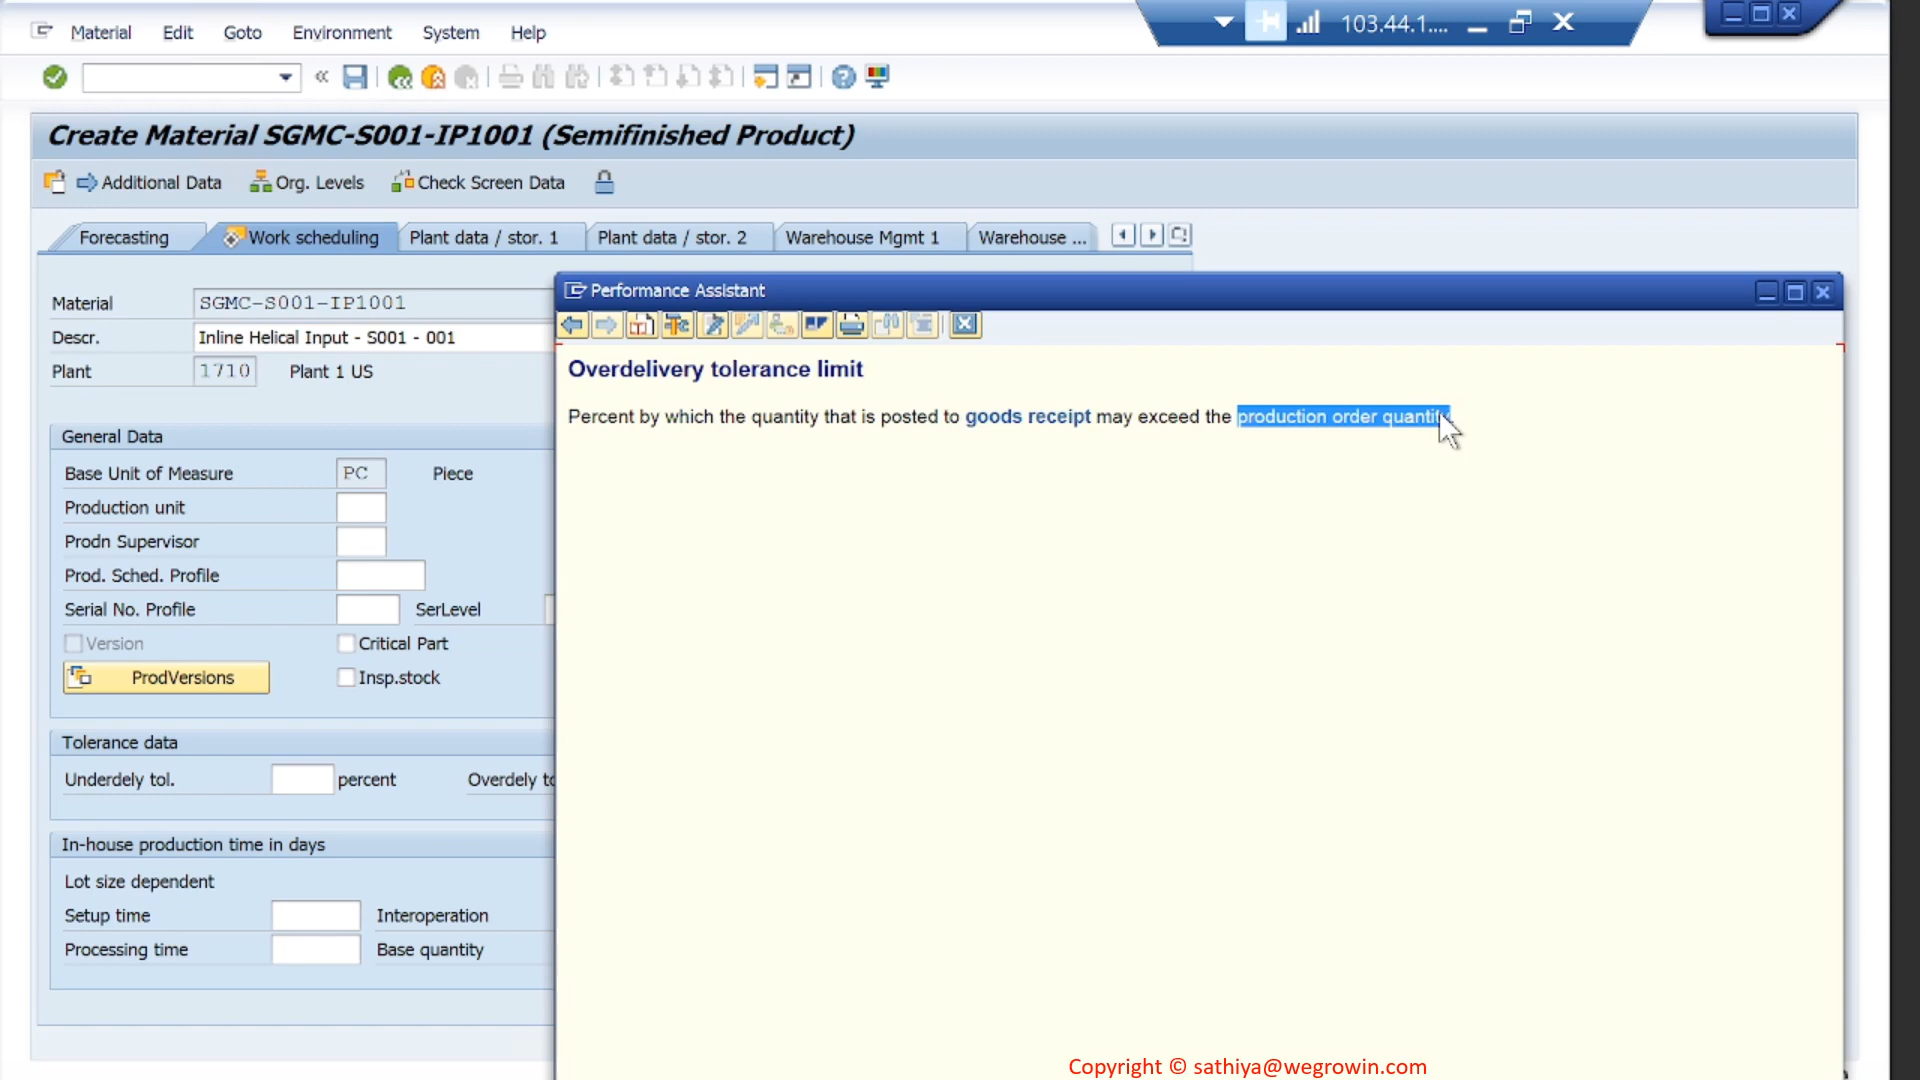 Material Edit Goto Environment System Help
103.44.1....
Create Material SGMC-S001-IP1001 (Semifinished Product)
Additional Data Org. Levels Check Screen Data
Forecasting Work scheduling Plant data / stor. 1 Plant data / stor. 2 Warehouse Mgmt 1 Warehouse ...
Material SGMC-S001-IP1001
Descr. Inline Helical Input - S001 - 001
Plant 1710 Plant 1 US
General Data
Base Unit of Measure PC Piece
Production unit
Prodn Supervisor
Prod. Sched. Profile
Serial No. Profile SerLevel
Version Critical Part
ProdVersions Insp.stock
Tolerance data
Underdely tol. percent Overdely to
In-house production time in days
Lot size dependent
Setup time Interoperation
Processing time Base quantity
Performance Assistant
Overdelivery tolerance limit
Percent by which the quantity that is posted to goods receipt may exceed the production order quantity.
Copyright © sathiya@wegrowin.com